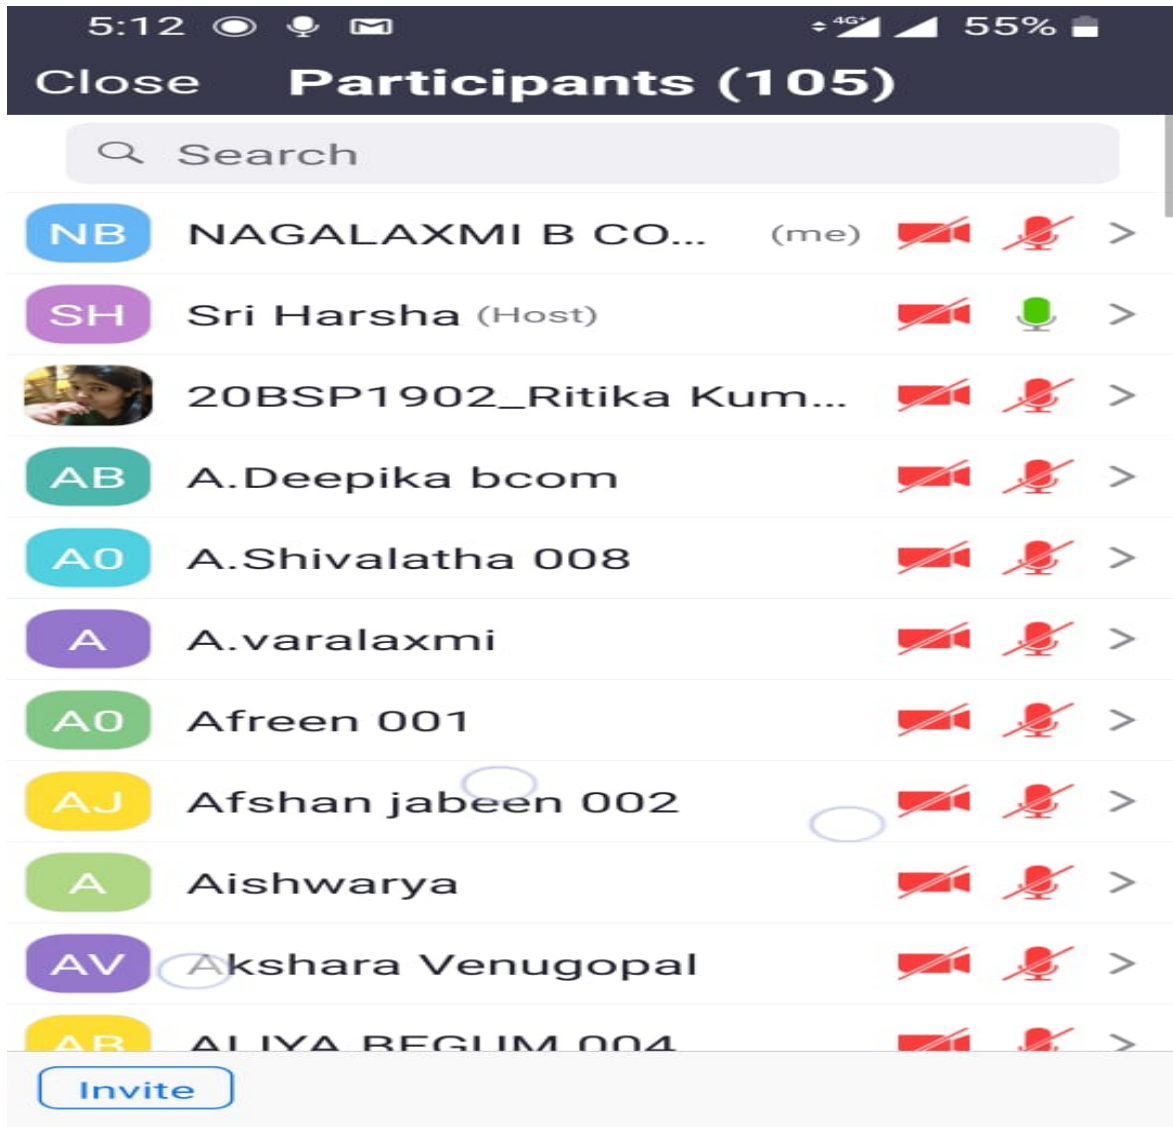 5:12 4G+ 55%
Close Participants (105)
Search
NB NAGALAXMI B CO... (me)
SH Sri Harsha (Host)
20BSP1902_Ritika Kum...
AB A.Deepika bcom
A0 A.Shivalatha 008
A A.varalaxmi
A0 Afreen 001
AJ Afshan jabeen 002
A Aishwarya
AV Akshara Venugopal
AB ALIYA BEGUM 004
Invite